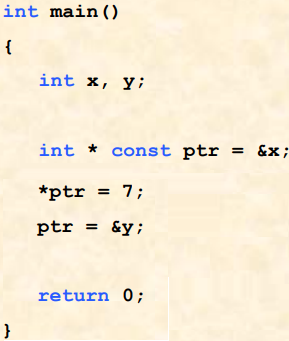 int main()
{
int x, y;
int * const ptr = &x;
*ptr = 7;
ptr = &y;
return 0;
}